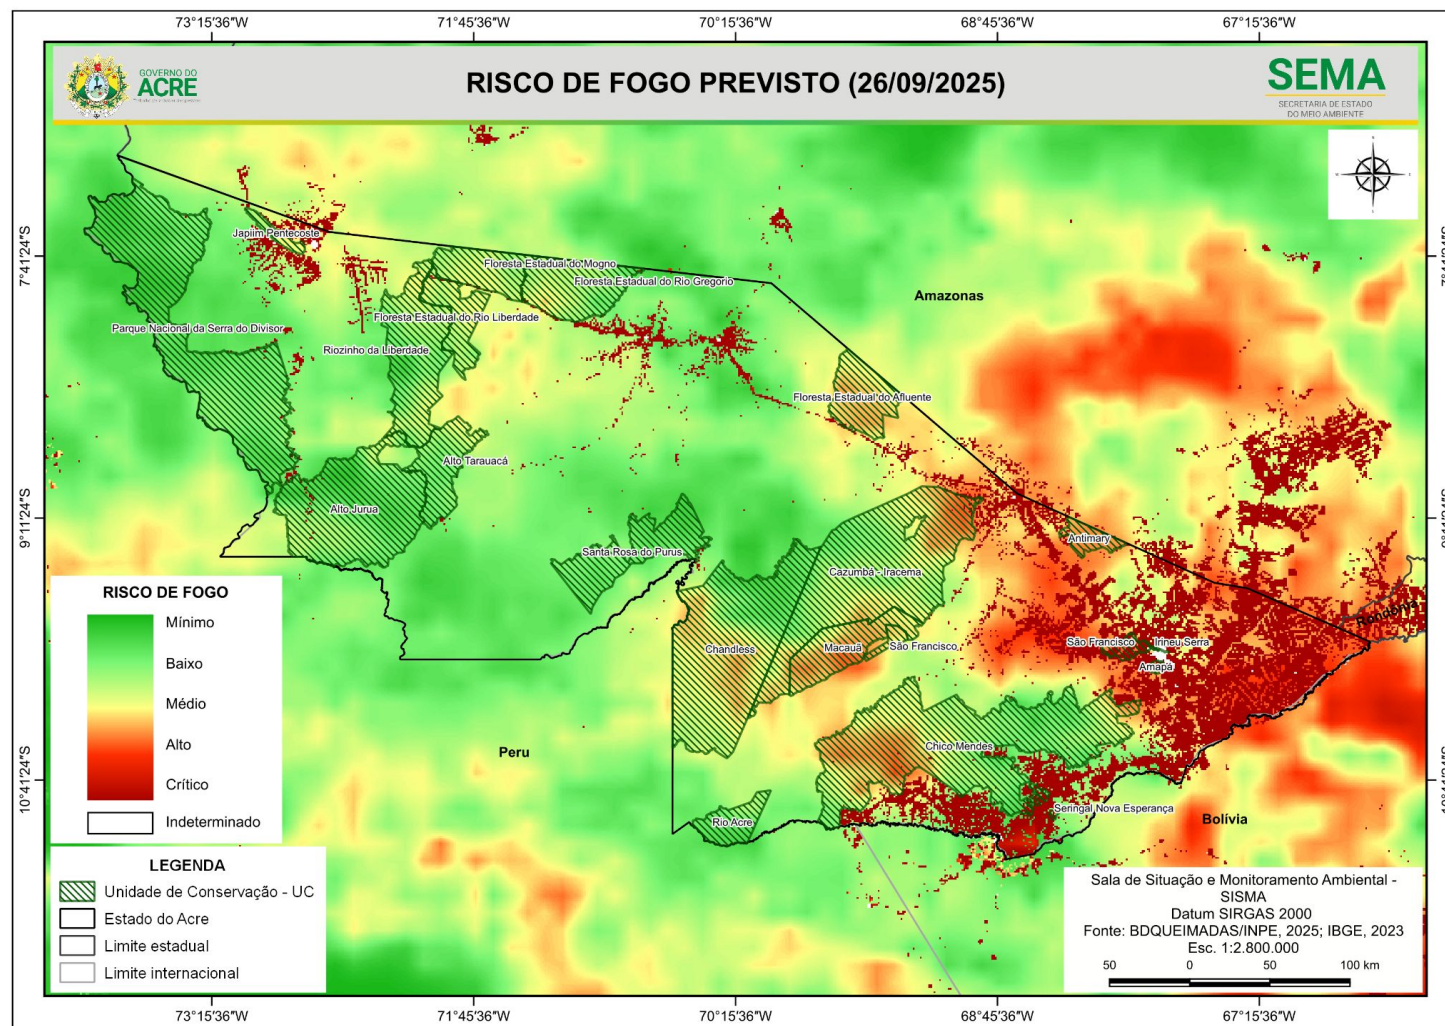 73°15'36"W
71°45'36"W
70°15'36"W
68°45'36"W
67°15'36"W
GOVERNO DO
ACRE
RISCO DE FOGO PREVISTO (26/09/2025)
SEMA
SECRETARIA DE ESTADO
DO MEIO AMBIENTE
7°41'24"S
Japiim Pentecoste
Floresta Estadual do Mogno
Floresta Estadual do Rio Gregorio
Amazonas
Parque Nacional da Serra do Divisor
Floresta Estadual do Rio Liberdade
Riozinho da Liberdade
Floresta Estadual do Afluente
Alto Tarauacá
Alto Jurua
9°11'24"S
Antimary
Santa Rosa do Purus
Cazumbá - Iracema
Rondônia
Chandless
Macauã
São Francisco
São Francisco
Irineu Serra
Amapá
Peru
Chico Mendes
10°41'24"S
Seringal Nova Esperança
Rio Acre
Bolívia
RISCO DE FOGO
Mínimo
Baixo
Médio
Alto
Crítico
Indeterminado
LEGENDA
Unidade de Conservação - UC
Estado do Acre
Limite estadual
Limite internacional
Sala de Situação e Monitoramento Ambiental -
SISMA
Datum SIRGAS 2000
Fonte: BDQUEIMADAS/INPE, 2025; IBGE, 2023
Esc. 1:2.800.000
50 0 50 100 km
73°15'36"W
71°45'36"W
70°15'36"W
68°45'36"W
67°15'36"W